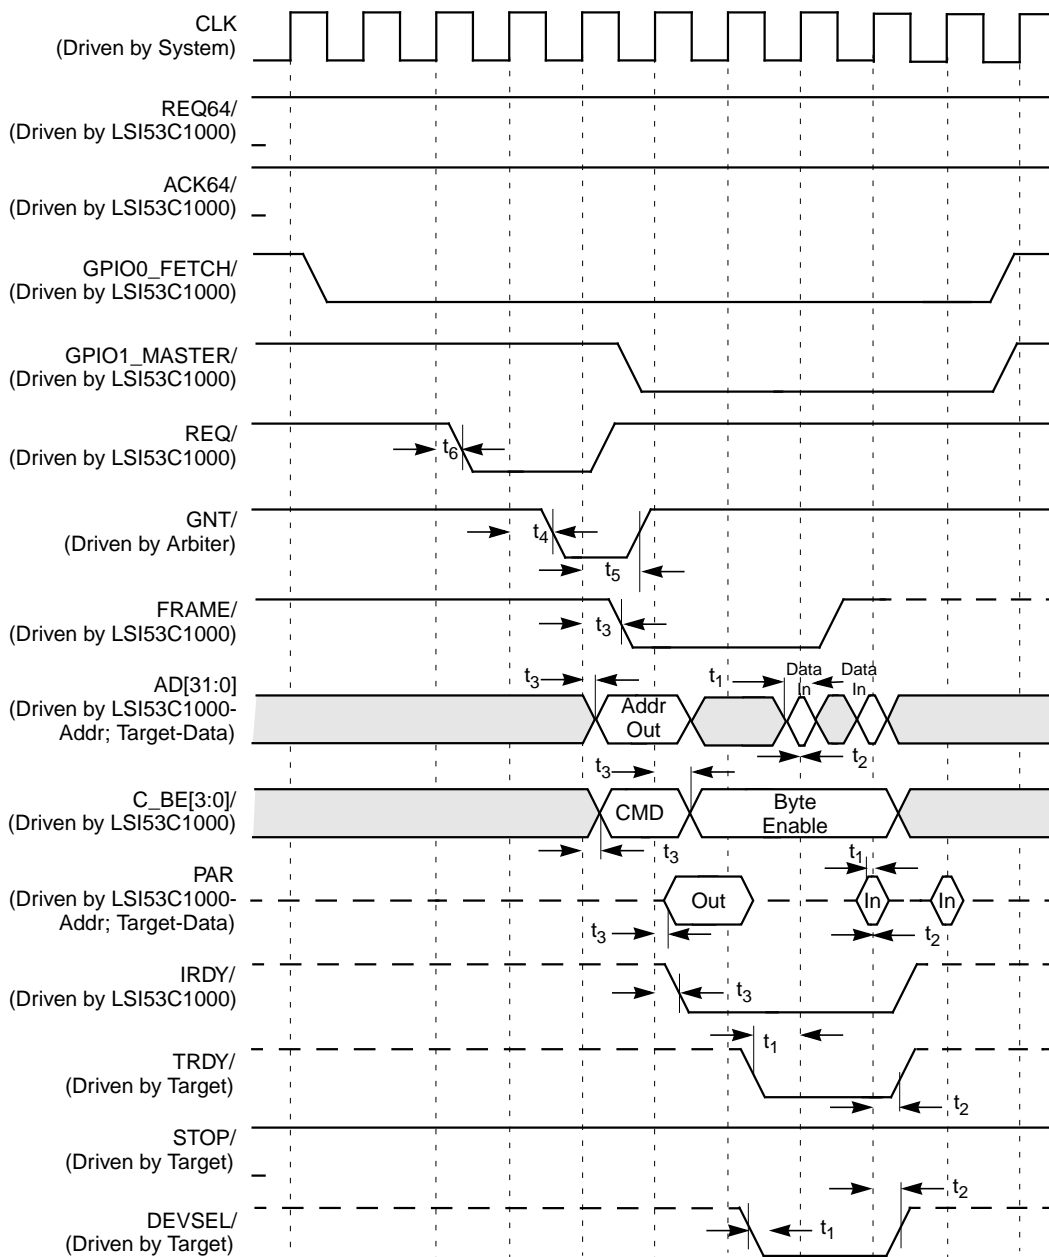 CLK
(Driven by System)
REQ64/
(Driven by LSI53C1000)
ACK64/
(Driven by LSI53C1000)
GPIO0_FETCH/
(Driven by LSI53C1000)
GPIO1_MASTER/
(Driven by LSI53C1000)
REQ/
(Driven by LSI53C1000)
t6
GNT/
(Driven by Arbiter)
t4
t5
FRAME/
(Driven by LSI53C1000)
t3
AD[31:0]
(Driven by LSI53C1000-
Addr; Target-Data)
t3
Addr
Out
t1
Data
In
Data
In
t2
C_BE[3:0]/
(Driven by LSI53C1000)
t3
CMD
Byte
Enable
t3
PAR
(Driven by LSI53C1000-
Addr; Target-Data)
Out
t1
In
In
t3
t2
IRDY/
(Driven by LSI53C1000)
t3
TRDY/
(Driven by Target)
t1
t2
STOP/
(Driven by Target)
DEVSEL/
(Driven by Target)
t2
t1